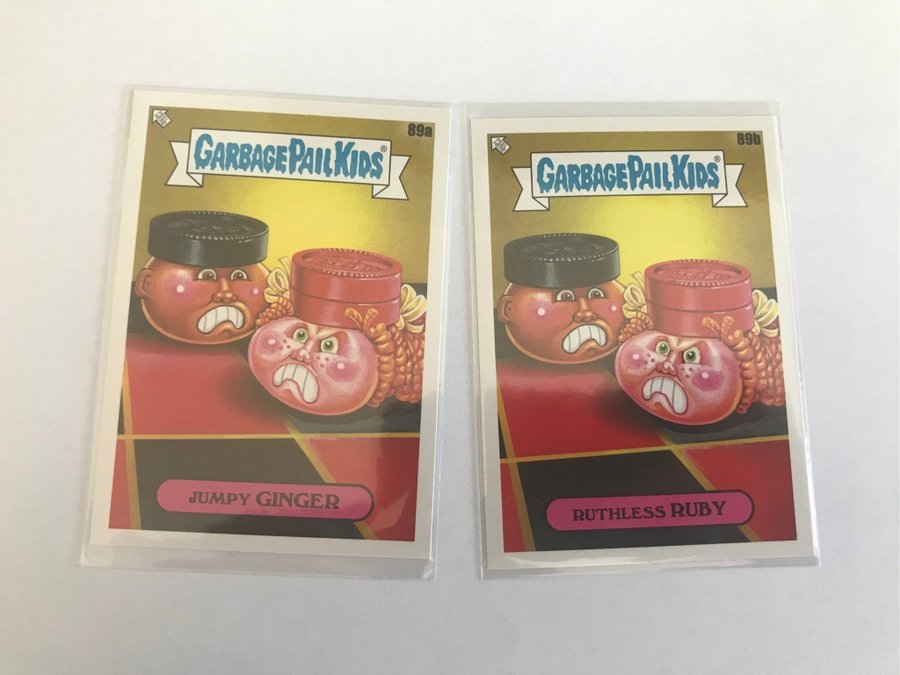 89a
GARBAGE PAIL KIDS®
JUMPY GINGER
89b
GARBAGE PAIL KIDS®
RUTHLESS RUBY